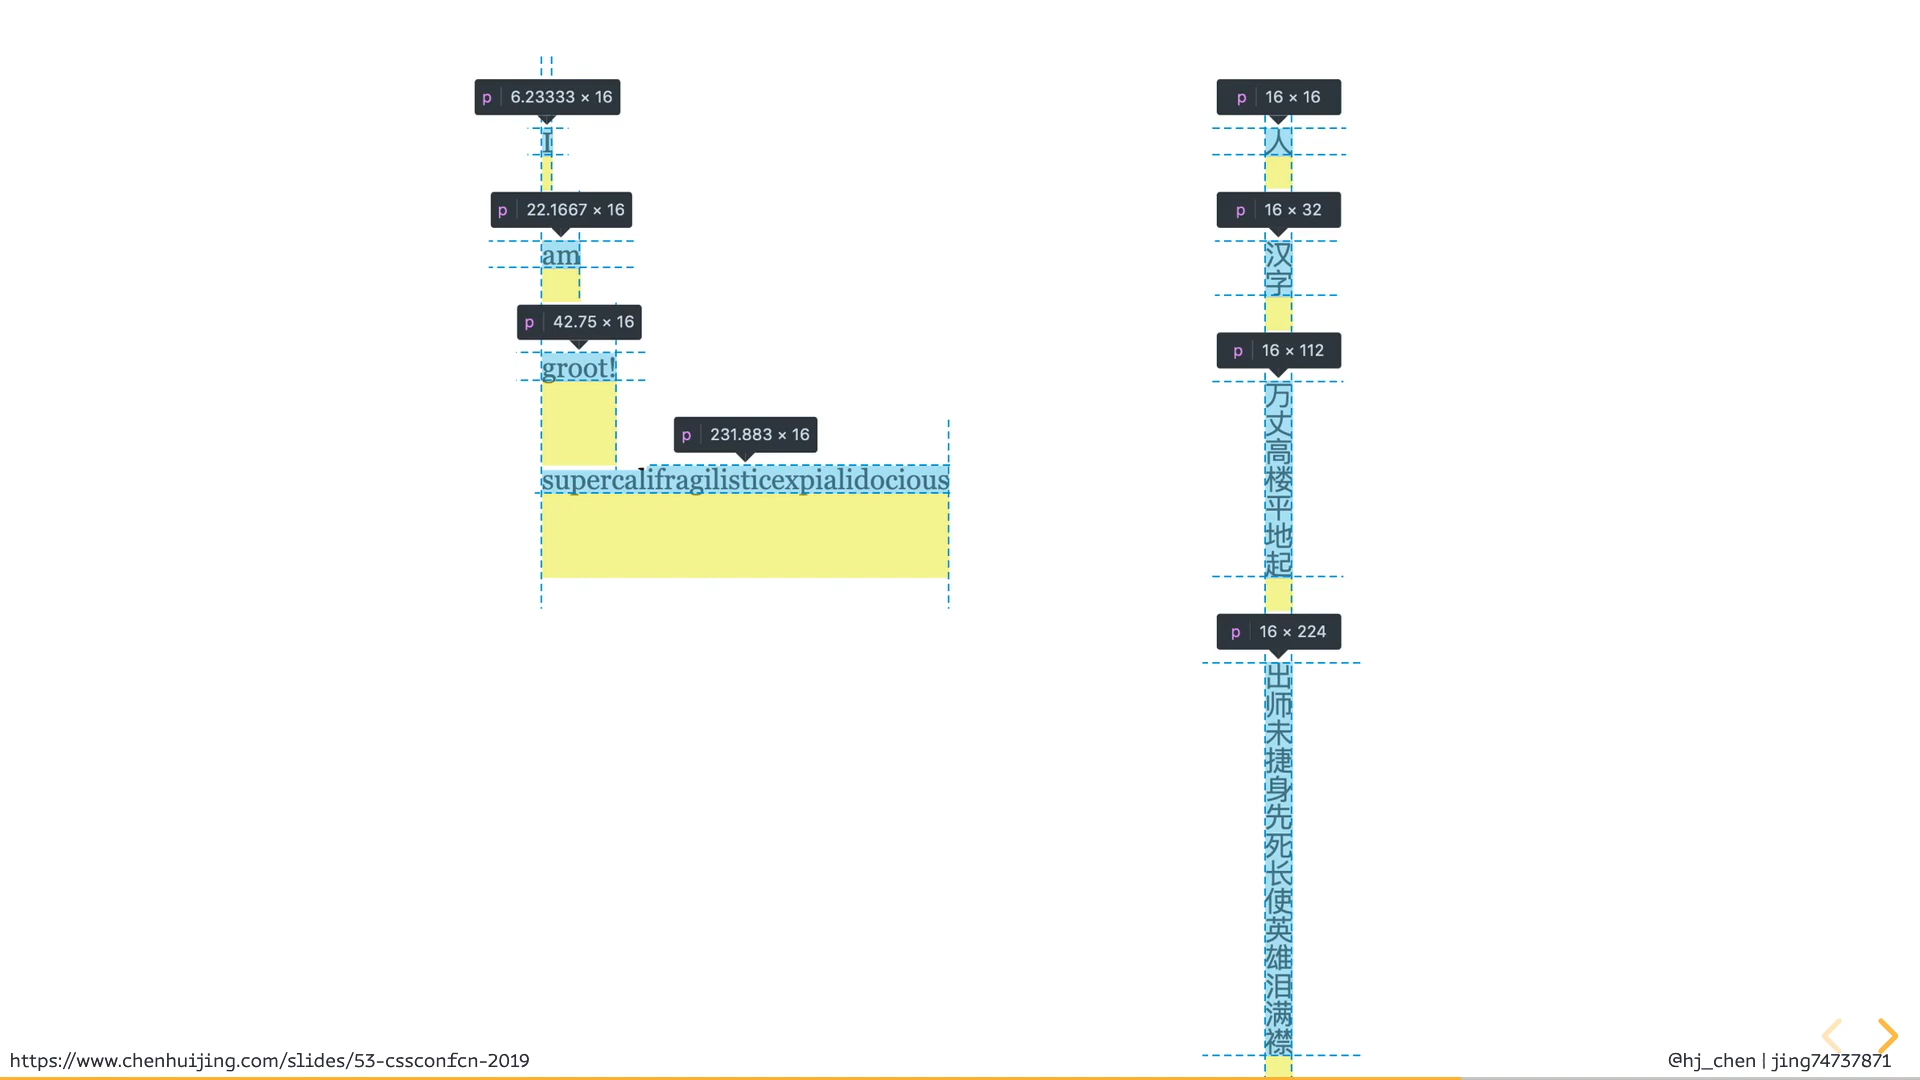 p 6.23333 × 16
I
p 22.1667 × 16
am
p 42.75 × 16
groot!
p 231.883 × 16
supercalifragilisticexpialidocious
p 16 × 16
人
p 16 × 32
汉
字
p 16 × 112
万
丈
高
楼
平
地
起
p 16 × 224
出
师
未
捷
身
先
死
长
使
英
雄
泪
满
襟
https://www.chenhuijing.com/slides/53-cssconfcn-2019
@hj_chen | jing74737871